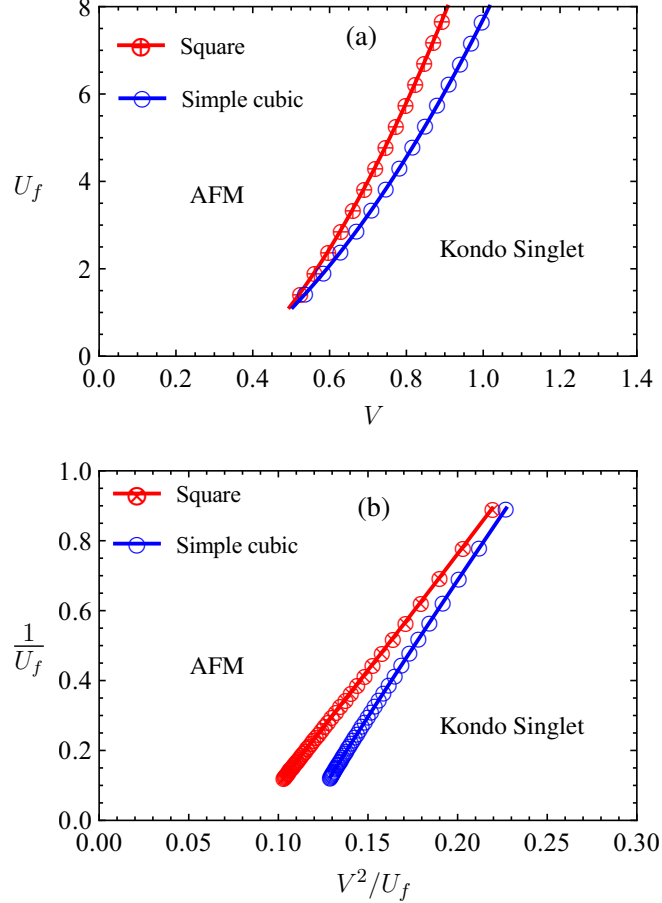 (a)
Square
Simple cubic
U_f
AFM
Kondo Singlet
8
6
4
2
0
0.0 0.2 0.4 0.6 0.8 1.0 1.2 1.4
V
(b)
Square
Simple cubic
1/U_f
AFM
Kondo Singlet
1.0
0.8
0.6
0.4
0.2
0.0
0.00 0.05 0.10 0.15 0.20 0.25 0.30
V²/U_f